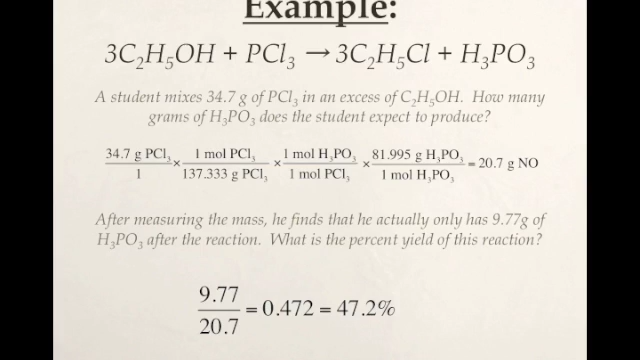 Example:
3C₂H₅OH + PCl₃ → 3C₂H₅Cl + H₃PO₃
A student mixes 34.7 g of PCl₃ in an excess of C₂H₅OH. How many
grams of H₃PO₃ does the student expect to produce?
34.7 g PCl₃/1 × 1 mol PCl₃/137.333 g PCl₃ × 1 mol H₃PO₃/1 mol PCl₃ × 81.995 g H₃PO₃/1 mol H₃PO₃ = 20.7 g NO
After measuring the mass, he finds that he actually only has 9.77g of
H₃PO₃ after the reaction. What is the percent yield of this reaction?
9.77/20.7 = 0.472 = 47.2%